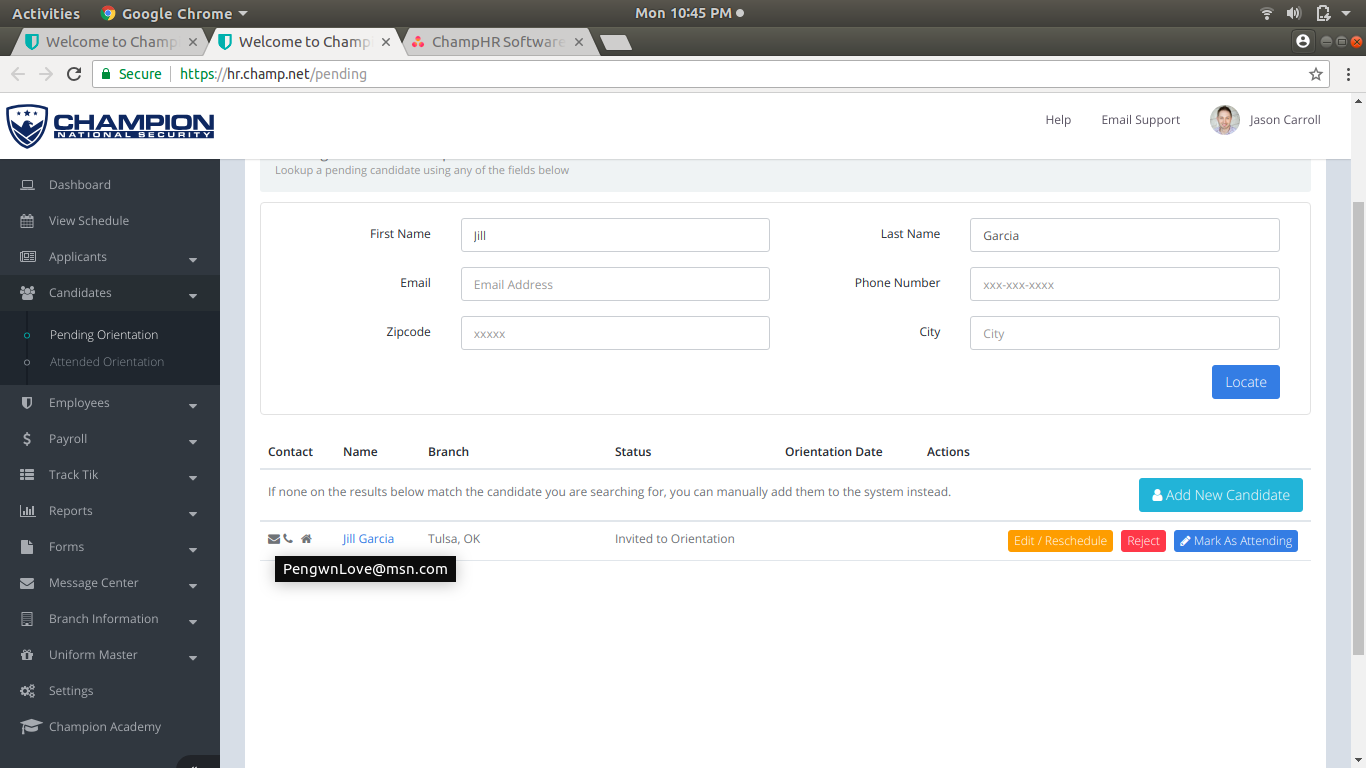 Activities Google Chrome Mon 10:45 PM
Welcome to Champ Welcome to Champ ChampHR Software
Secure https://hr.champ.net/pending
CHAMPION
NATIONAL SECURITY
Help Email Support Jason Carroll
Lookup a pending candidate using any of the fields below
Dashboard
View Schedule
Applicants
Candidates
Pending Orientation
Attended Orientation
Employees
Payroll
Track Tik
Reports
Forms
Message Center
Branch Information
Uniform Master
Settings
Champion Academy
First Name Jill Last Name Garcia
Email Email Address Phone Number xxx-xxx-xxxx
Zipcode xxxxx City City
Locate
Contact Name Branch Status Orientation Date Actions
If none on the results below match the candidate you are searching for, you can manually add them to the system instead. Add New Candidate
Jill Garcia Tulsa, OK Invited to Orientation Edit / Reschedule Reject Mark As Attending
PengwnLove@msn.com